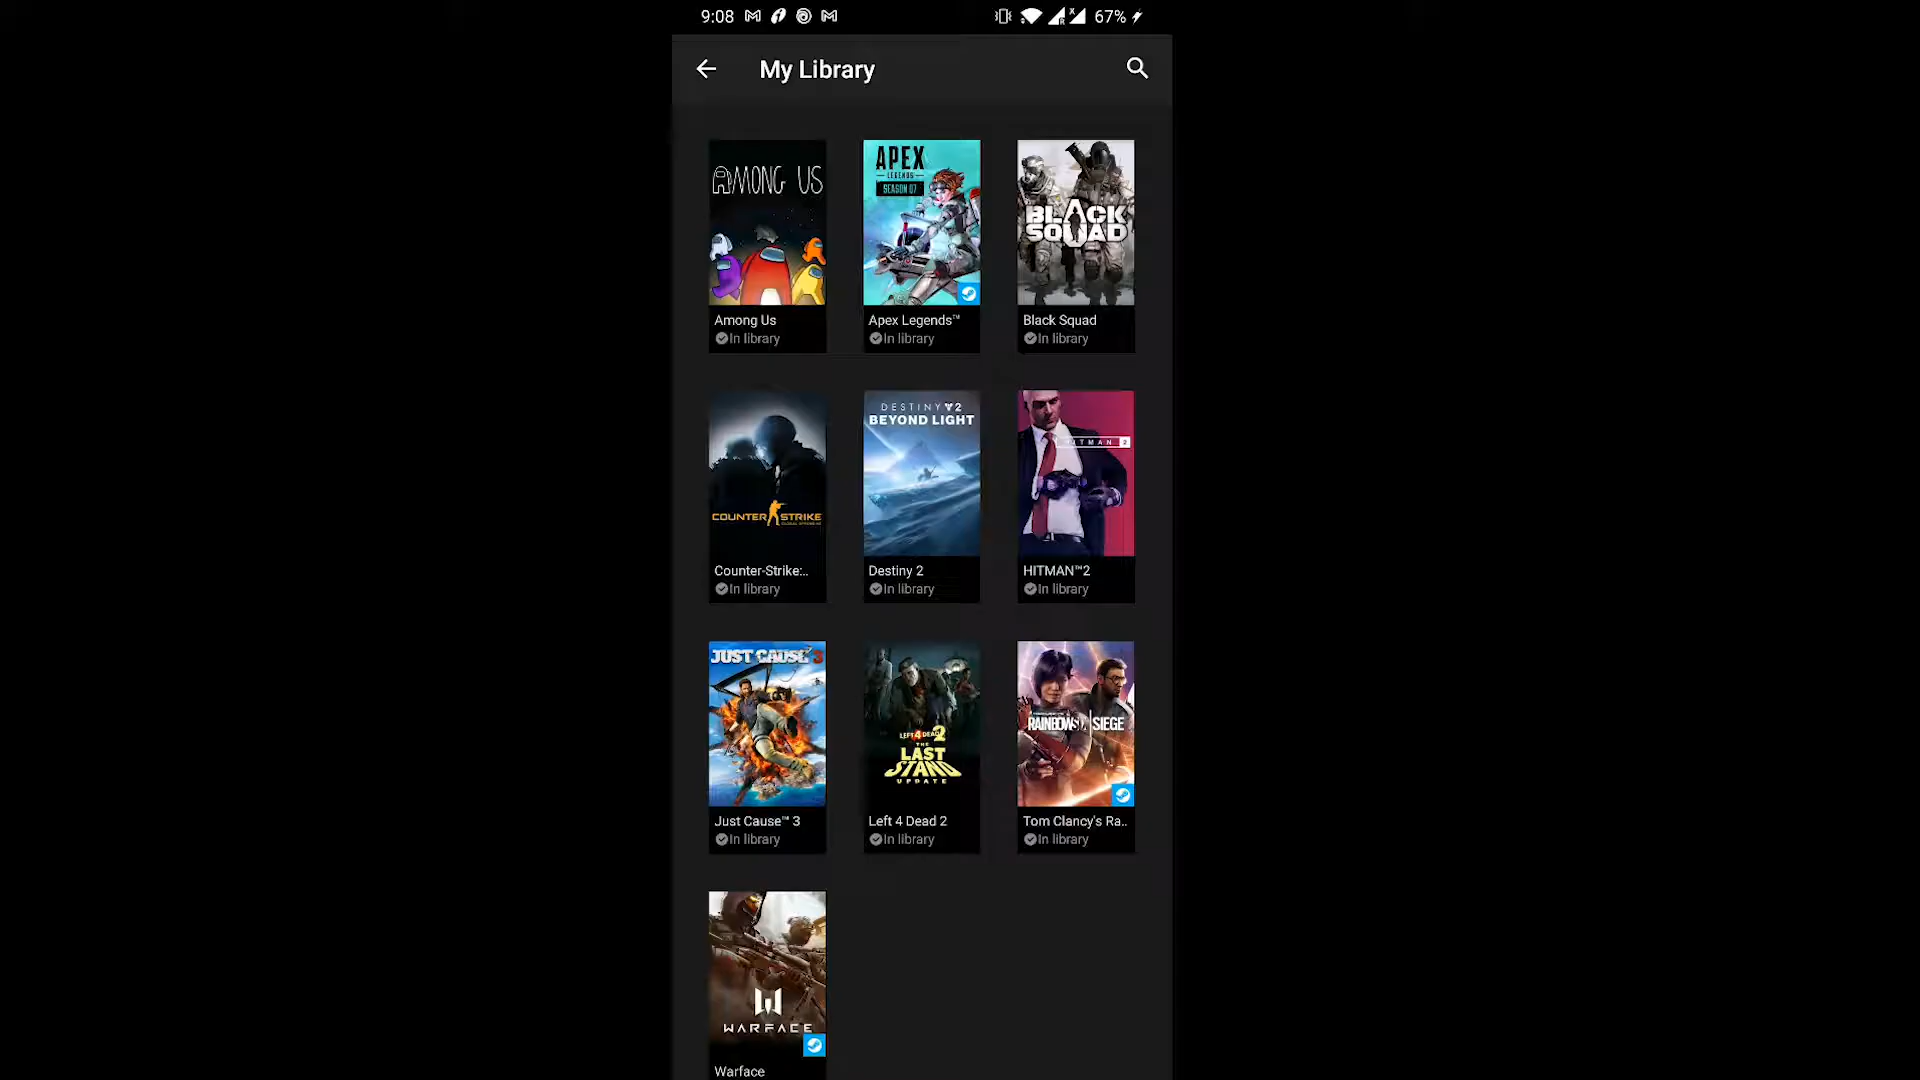 9:08
67%
My Library
AMONG US
APEX
LEGENDS
SEASON 07
BLACK
SQUAD
Among Us
Apex Legends™
Black Squad
In library
In library
In library
COUNTER STRIKE
DESTINY 2
BEYOND LIGHT
HITMAN 2
Counter-Strike:..
Destiny 2
HITMAN™2
In library
In library
In library
JUST CAUSE 3
LEFT 4 DEAD 2
THE
LAST
STAND
UPDATE
RAINBOW SIX | SIEGE
Just Cause™ 3
Left 4 Dead 2
Tom Clancy's Ra..
In library
In library
In library
WARFACE
Warface